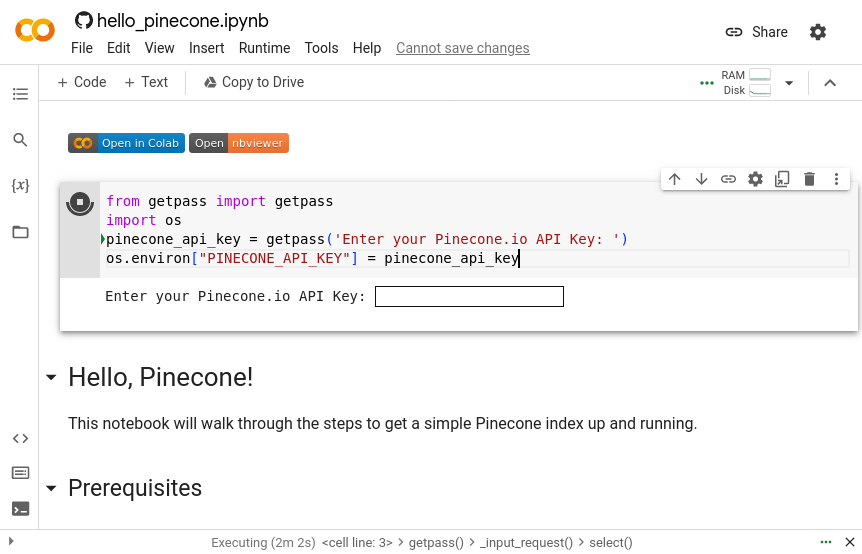 hello_pinecone.ipynb
File Edit View Insert Runtime Tools Help Cannot save changes
Share
+ Code + Text Copy to Drive
RAM
Disk
Open in Colab Open nbviewer
{x}
from getpass import getpass
import os
pinecone_api_key = getpass('Enter your Pinecone.io API Key: ')
os.environ["PINECONE_API_KEY"] = pinecone_api_key
Enter your Pinecone.io API Key:
Hello, Pinecone!
This notebook will walk through the steps to get a simple Pinecone index up and running.
Prerequisites
Executing (2m 2s) <cell line: 3> > getpass() > _input_request() > select()